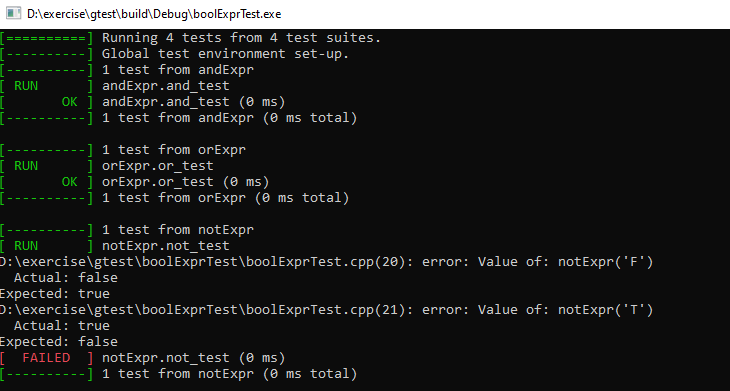 D:\exercise\gtest\build\Debug\boolExprTest.exe
[==========] Running 4 tests from 4 test suites.
[----------] Global test environment set-up.
[----------] 1 test from andExpr
[ RUN      ] andExpr.and_test
[       OK ] andExpr.and_test (0 ms)
[----------] 1 test from andExpr (0 ms total)
[----------] 1 test from orExpr
[ RUN      ] orExpr.or_test
[       OK ] orExpr.or_test (0 ms)
[----------] 1 test from orExpr (0 ms total)
[----------] 1 test from notExpr
[ RUN      ] notExpr.not_test
D:\exercise\gtest\boolExprTest\boolExprTest.cpp(20): error: Value of: notExpr('F')
  Actual: false
Expected: true
D:\exercise\gtest\boolExprTest\boolExprTest.cpp(21): error: Value of: notExpr('T')
  Actual: true
Expected: false
[  FAILED  ] notExpr.not_test (0 ms)
[----------] 1 test from notExpr (0 ms total)